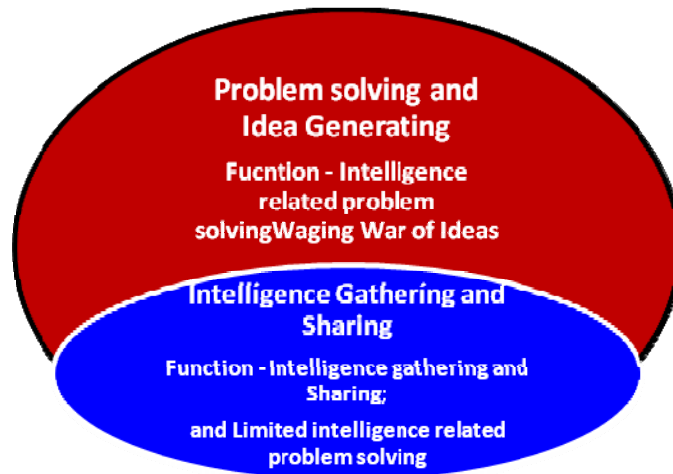 Problem solving and
Idea Generating
Fucntion - Intelligence
related problem
solvingWaging War of Ideas
Intelligence Gathering and
Sharing
Function - Intelligence gathering and
Sharing;
and Limited intelligence related
problem solving